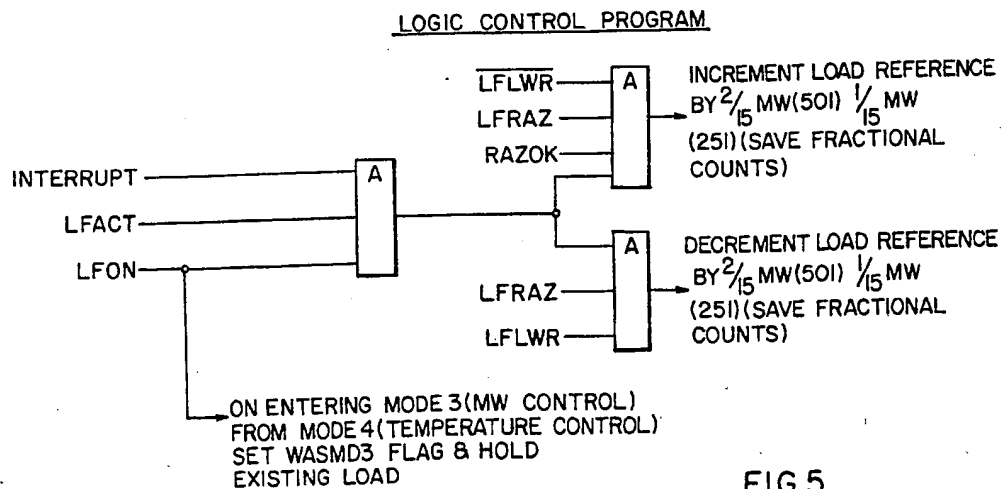 LOGIC CONTROL PROGRAM
LFLWR
LFRAZ
RAZOK
A
INCREMENT LOAD REFERENCE
BY 2/15 MW(501) 1/15 MW
(251)(SAVE FRACTIONAL
COUNTS)
INTERRUPT
LFACT
LFON
A
A
LFRAZ
LFLWR
DECREMENT LOAD REFERENCE
BY 2/15 MW(501) 1/15 MW
(251)(SAVE FRACTIONAL
COUNTS)
ON ENTERING MODE 3(MW CONTROL)
FROM MODE 4(TEMPERATURE CONTROL)
SET WASMD3 FLAG & HOLD
EXISTING LOAD
FIG.5